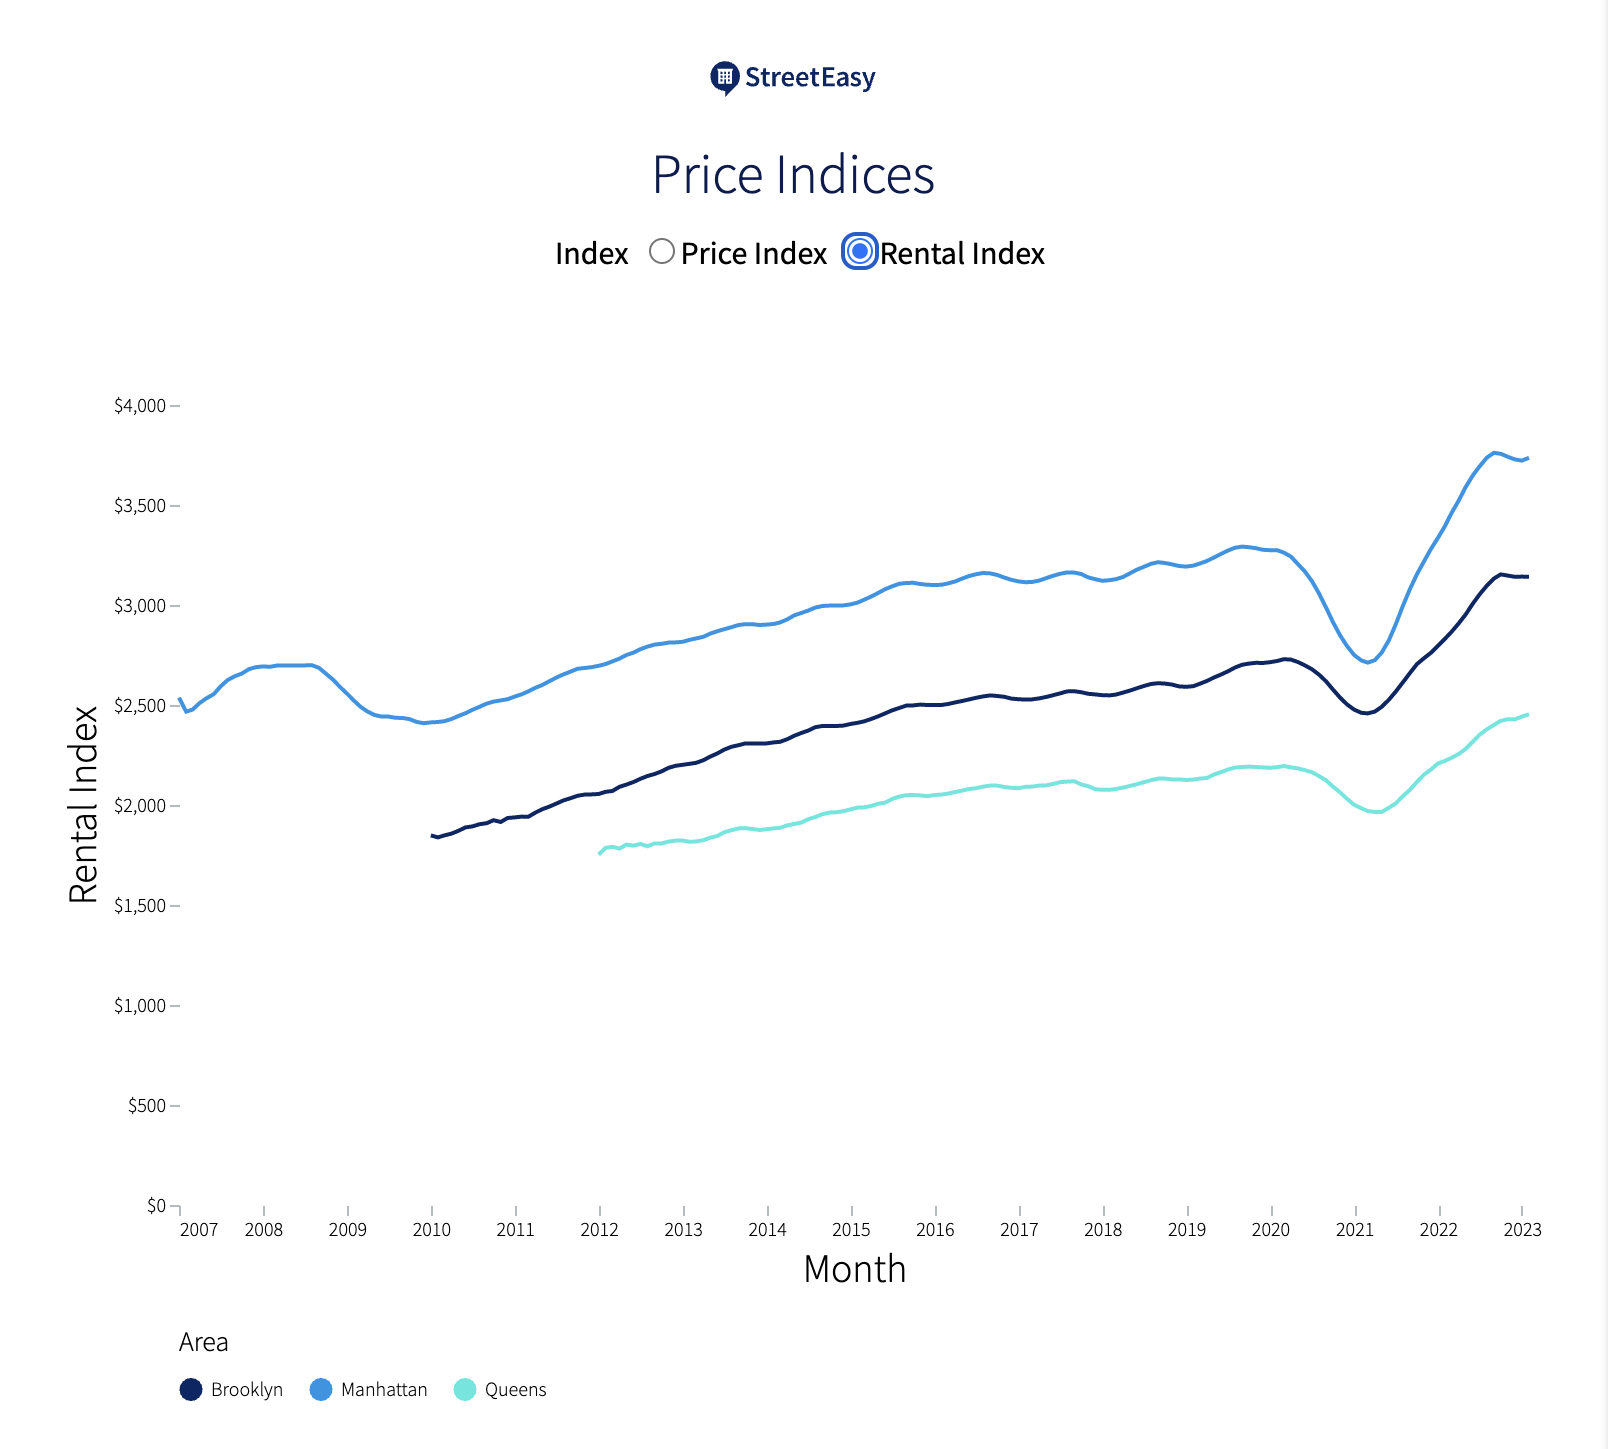 StreetEasy
Price Indices
Index Price Index Rental Index
$4,000
$3,500
$3,000
$2,500
$2,000
$1,500
$1,000
$500
$0
Rental Index
2007 2008 2009 2010 2011 2012 2013 2014 2015 2016 2017 2018 2019 2020 2021 2022 2023
Month
Area
Brooklyn Manhattan Queens